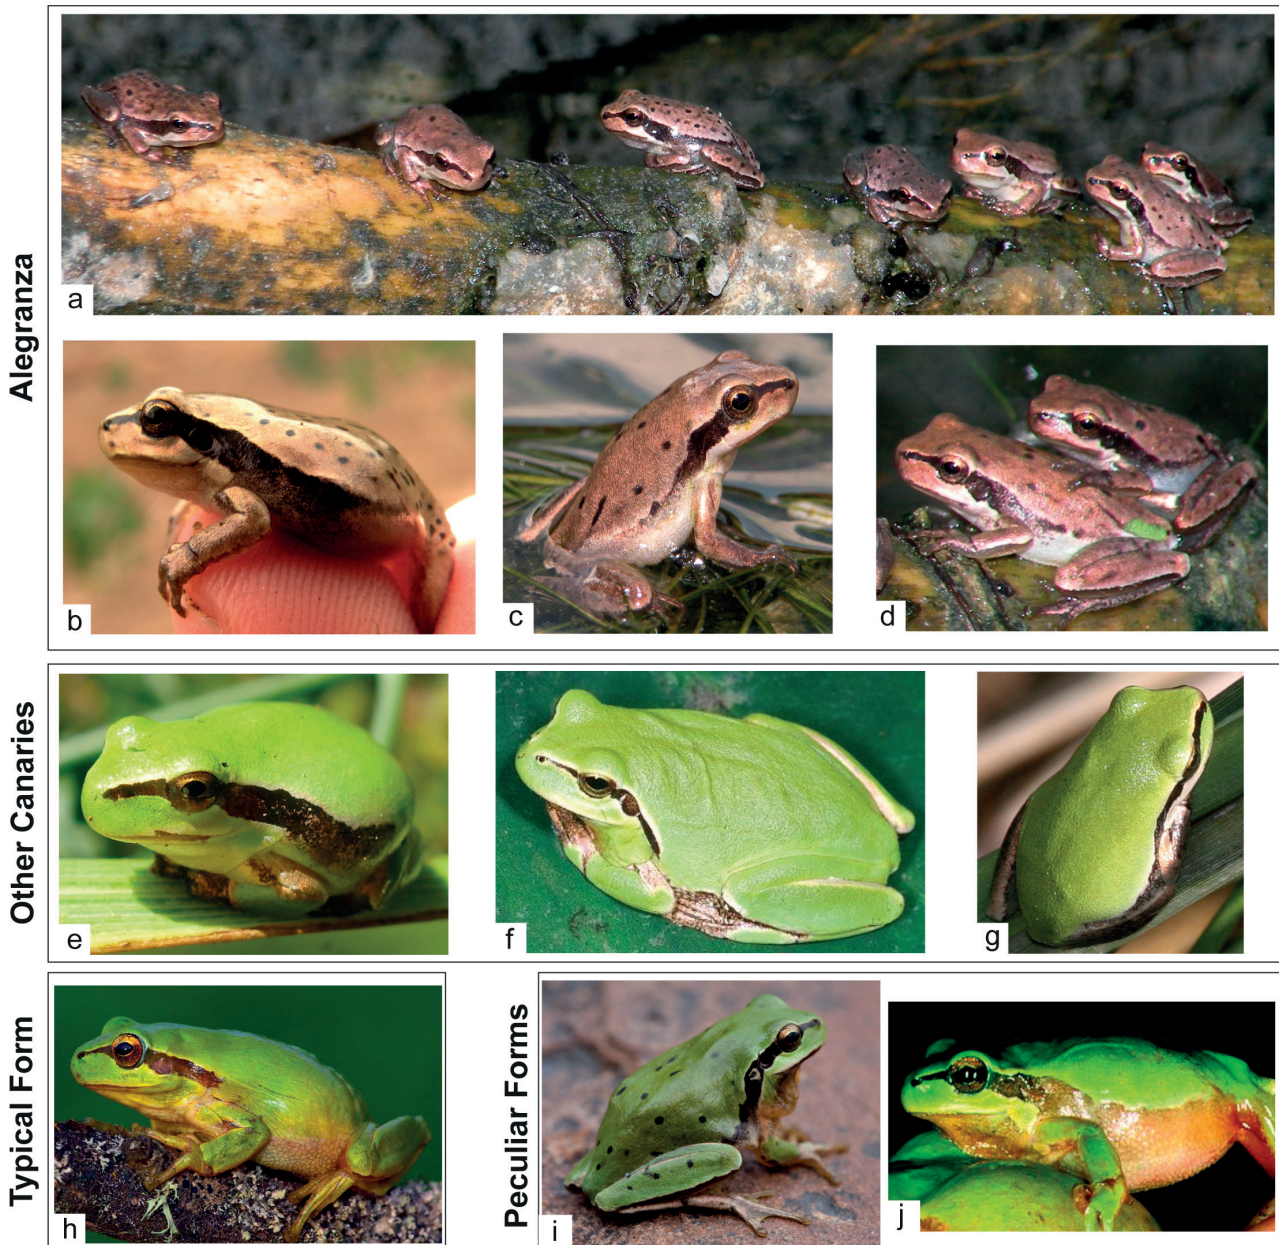 Alegranza
a
b
c
d
Other Canaries
e
f
g
Typical Form
h
Peculiar Forms
i
j